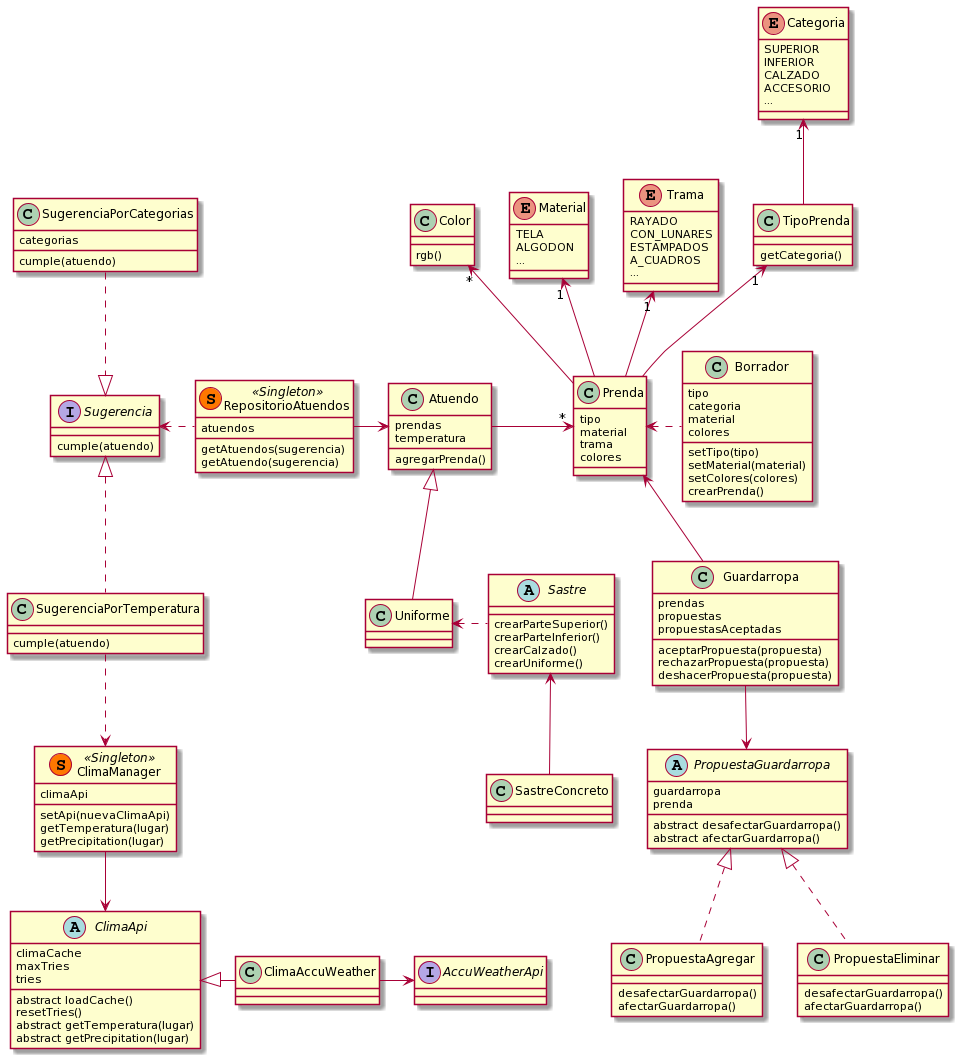 E Categoria
SUPERIOR
INFERIOR
CALZADO
ACCESORIO
...
1
C SugerenciaPorCategorias
categorias
cumple(atuendo)
C Color
rgb()
*
E Material
TELA
ALGODON
...
1
E Trama
RAYADO
CON_LUNARES
ESTAMPADOS
A_CUADROS
...
1
C TipoPrenda
getCategoria()
1
I Sugerencia
cumple(atuendo)
S «Singleton»
RepositorioAtuendos
atuendos
getAtuendos(sugerencia)
getAtuendo(sugerencia)
C Atuendo
prendas
temperatura
agregarPrenda()
*
C Prenda
tipo
material
trama
colores
C Borrador
tipo
categoria
material
colores
setTipo(tipo)
setMaterial(material)
setColores(colores)
crearPrenda()
C SugerenciaPorTemperatura
cumple(atuendo)
C Uniforme
A Sastre
crearParteSuperior()
crearParteInferior()
crearCalzado()
crearUniforme()
C Guardarropa
prendas
propuestas
propuestasAceptadas
aceptarPropuesta(propuesta)
rechazarPropuesta(propuesta)
deshacerPropuesta(propuesta)
S «Singleton»
ClimaManager
climaApi
setApi(nuevaClimaApi)
getTemperatura(lugar)
getPrecipitation(lugar)
C SastreConcreto
A PropuestaGuardarropa
guardarropa
prenda
abstract desafectarGuardarropa()
abstract afectarGuardarropa()
A ClimaApi
climaCache
maxTries
tries
abstract loadCache()
resetTries()
abstract getTemperatura(lugar)
abstract getPrecipitation(lugar)
C ClimaAccuWeather
I AccuWeatherApi
C PropuestaAgregar
desafectarGuardarropa()
afectarGuardarropa()
C PropuestaEliminar
desafectarGuardarropa()
afectarGuardarropa()